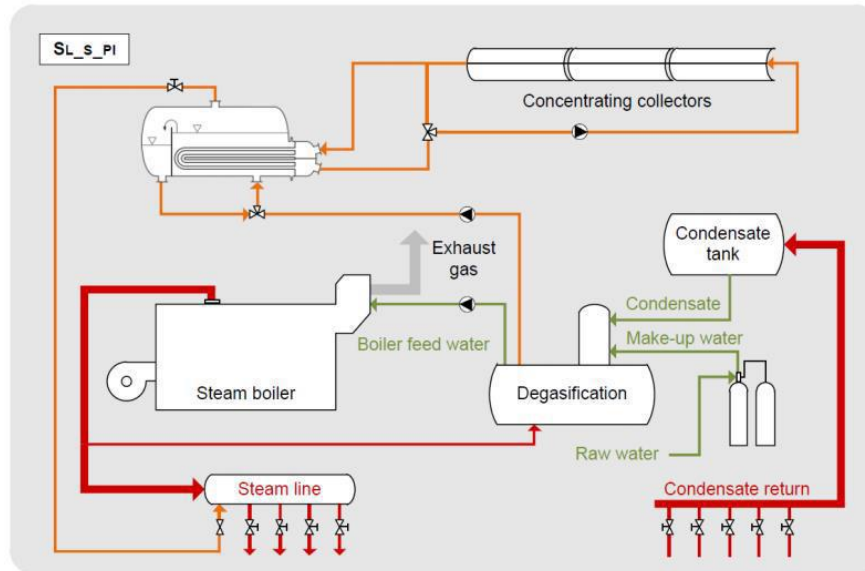 SL_S_PI
Concentrating collectors
Exhaust
gas
Condensate
tank
Condensate
Boiler feed water
Make-up water
Steam boiler
Degasification
Raw water
Steam line
Condensate return